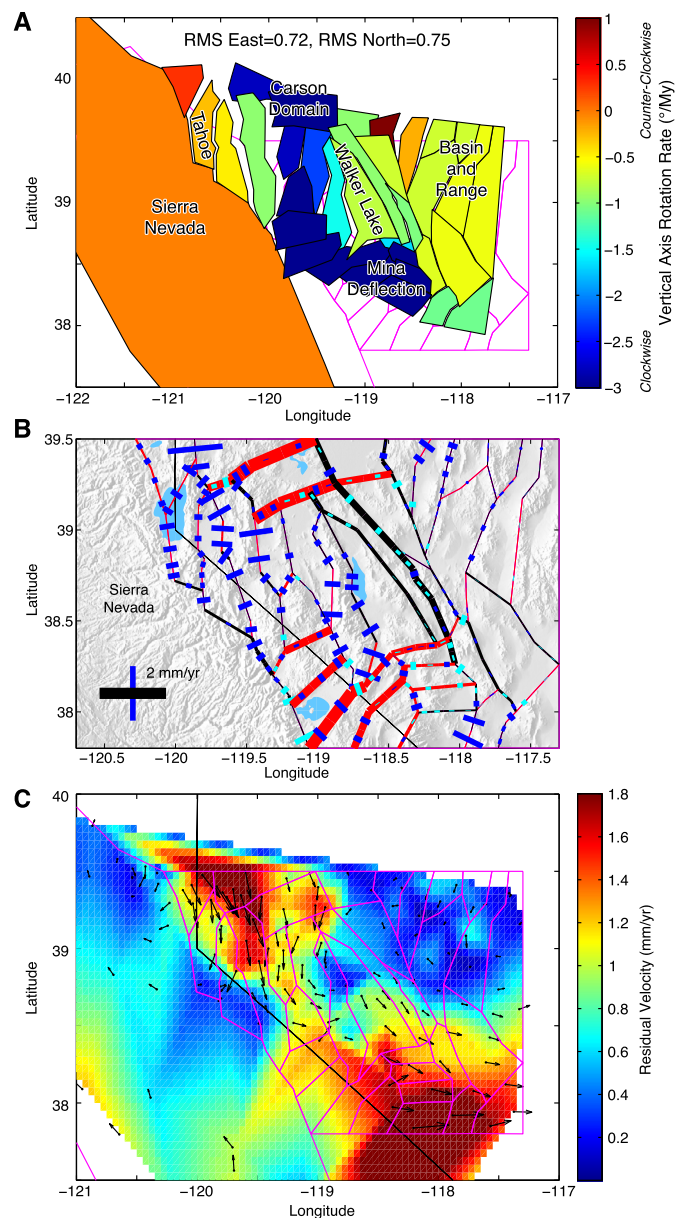 A
RMS East=0.72, RMS North=0.75
Carson
Domain
Tahoe
Walker Lake
Basin
and
Range
Sierra
Nevada
Mina
Deflection
40
39
38
Latitude
−122
−121
−120
−119
−118
−117
Longitude
1
0.5
0
−0.5
−1
−1.5
−2
−2.5
−3
Counter-Clockwise
Clockwise
Vertical Axis Rotation Rate (°/My)
B
39.5
39
38.5
38
Latitude
Sierra
Nevada
2 mm/yr
−120.5
−120
−119.5
−119
−118.5
−118
−117.5
Longitude
C
40
39
38
Latitude
−121
−120
−119
−118
−117
Longitude
1.8
1.6
1.4
1.2
1
0.8
0.6
0.4
0.2
Residual Velocity (mm/yr)